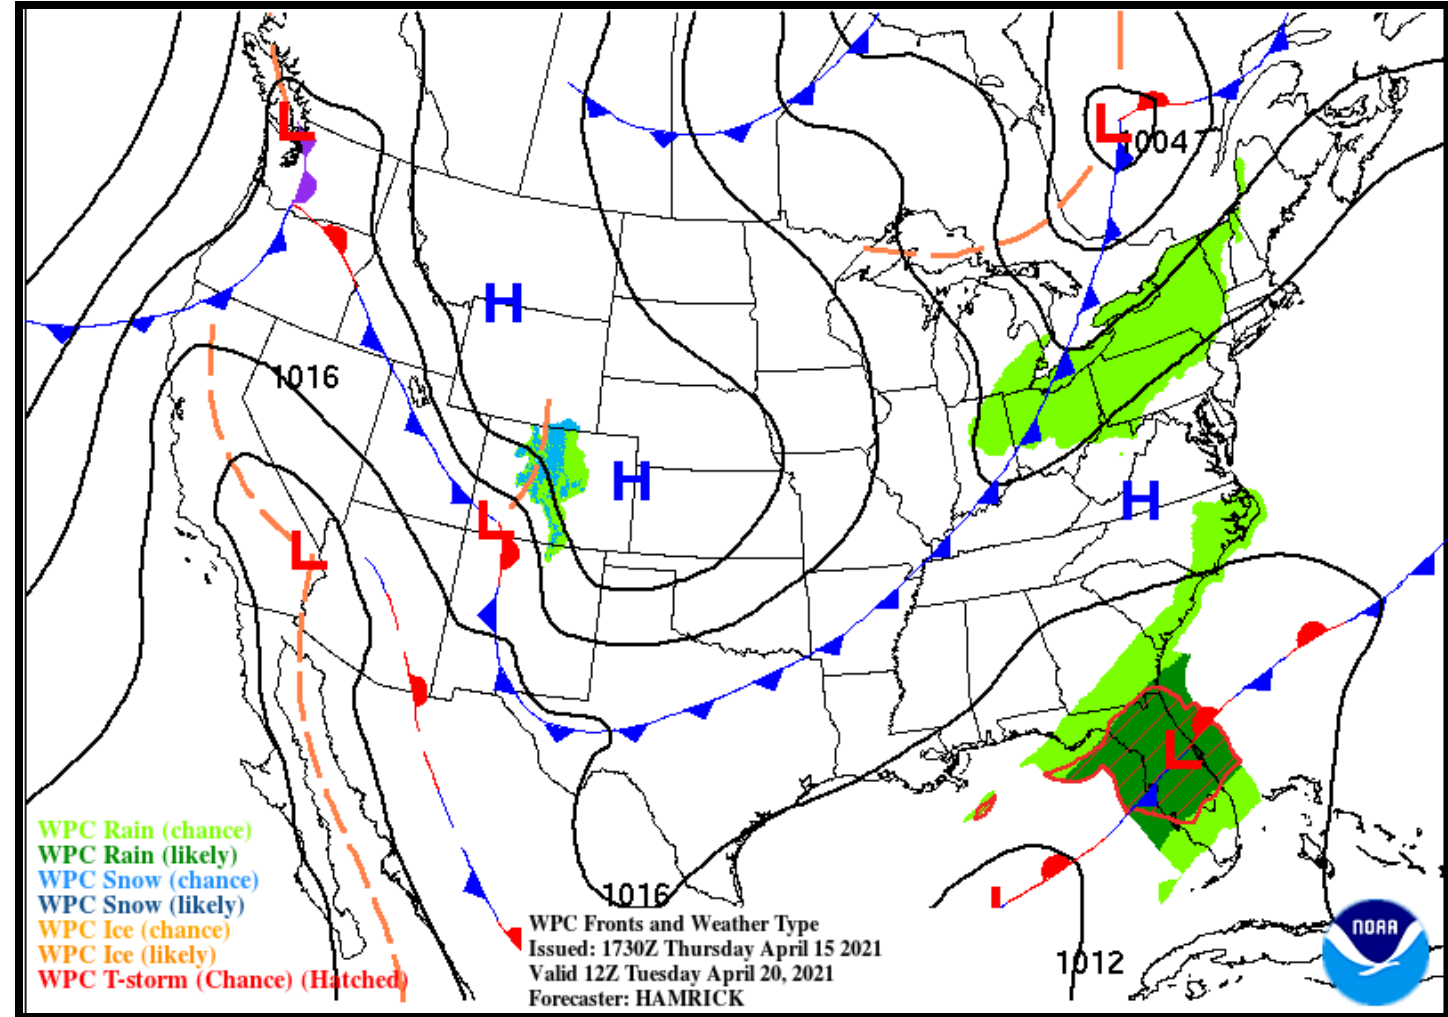 L
L
1004
H
1016
H
H
L
L
L
L
1016
1012
WPC Rain (chance)
WPC Rain (likely)
WPC Snow (chance)
WPC Snow (likely)
WPC Ice (chance)
WPC Ice (likely)
WPC T-storm (Chance) (Hatched)
WPC Fronts and Weather Type
Issued: 1730Z Thursday April 15 2021
Valid 12Z Tuesday April 20, 2021
Forecaster: HAMRICK
NOAA